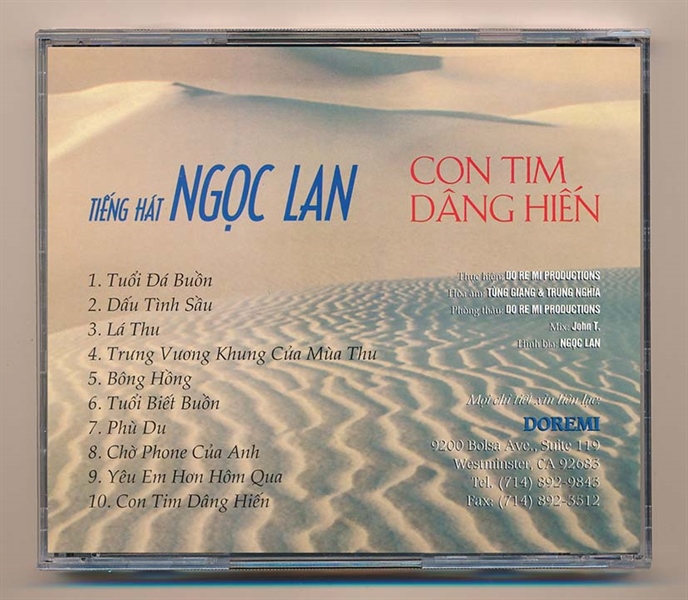 TIẾNG HÁT NGỌC LAN
CON TIM
DÂNG HIẾN
1. Tuổi Đá Buồn
2. Dấu Tình Sầu
3. Lá Thu
4. Trưng Vương Khung Cửa Mùa Thu
5. Bông Hồng
6. Tuổi Biết Buồn
7. Phù Du
8. Chờ Phone Của Anh
9. Yêu Em Hơn Hôm Qua
10. Con Tim Dâng Hiến
Thực hiện: DO RE MI PRODUCTIONS
Hòa âm: TÙNG GIANG & TRUNG NGHĨA
Phòng thâu: DO RE MI PRODUCTIONS
Mix: John T.
Hình bìa: NGỌC LAN
Mọi chi tiết xin liên lạc:
DOREMI
9200 Bolsa Ave., Suite 119
Westminster, CA 92683
Tel. (714) 892-9843
Fax: (714) 892-3512